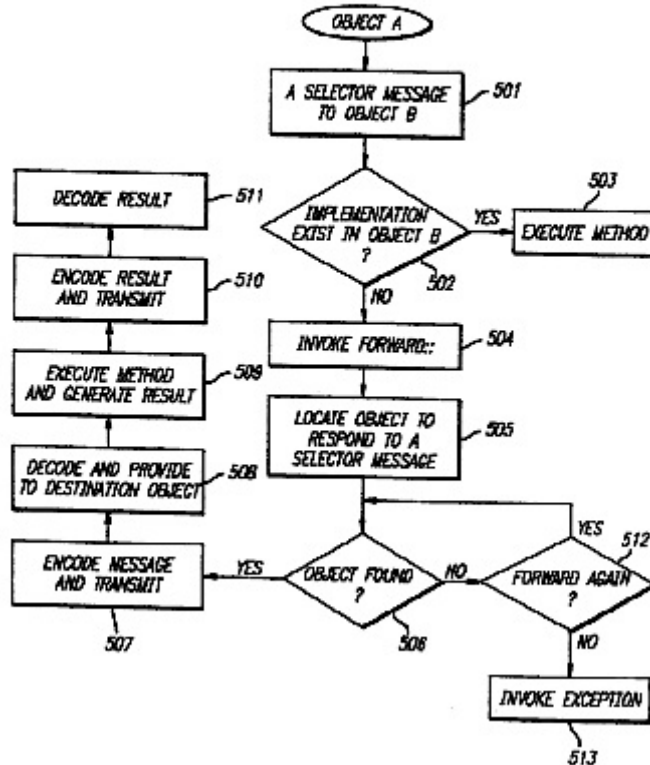 OBJECT A
A SELECTOR MESSAGE
TO OBJECT B
501
IMPLEMENTATION
EXIST IN OBJECT B
?
502
YES
503
EXECUTE METHOD
NO
INVOKE FORWARD::
504
LOCATE OBJECT TO
RESPOND TO A
SELECTOR MESSAGE
505
OBJECT FOUND
?
506
YES
NO
FORWARD AGAIN
?
512
YES
NO
INVOKE EXCEPTION
513
ENCODE MESSAGE
AND TRANSMIT
507
DECODE AND PROVIDE
TO DESTINATION OBJECT
508
EXECUTE METHOD
AND GENERATE RESULT
509
ENCODE RESULT
AND TRANSMIT
510
DECODE RESULT
511